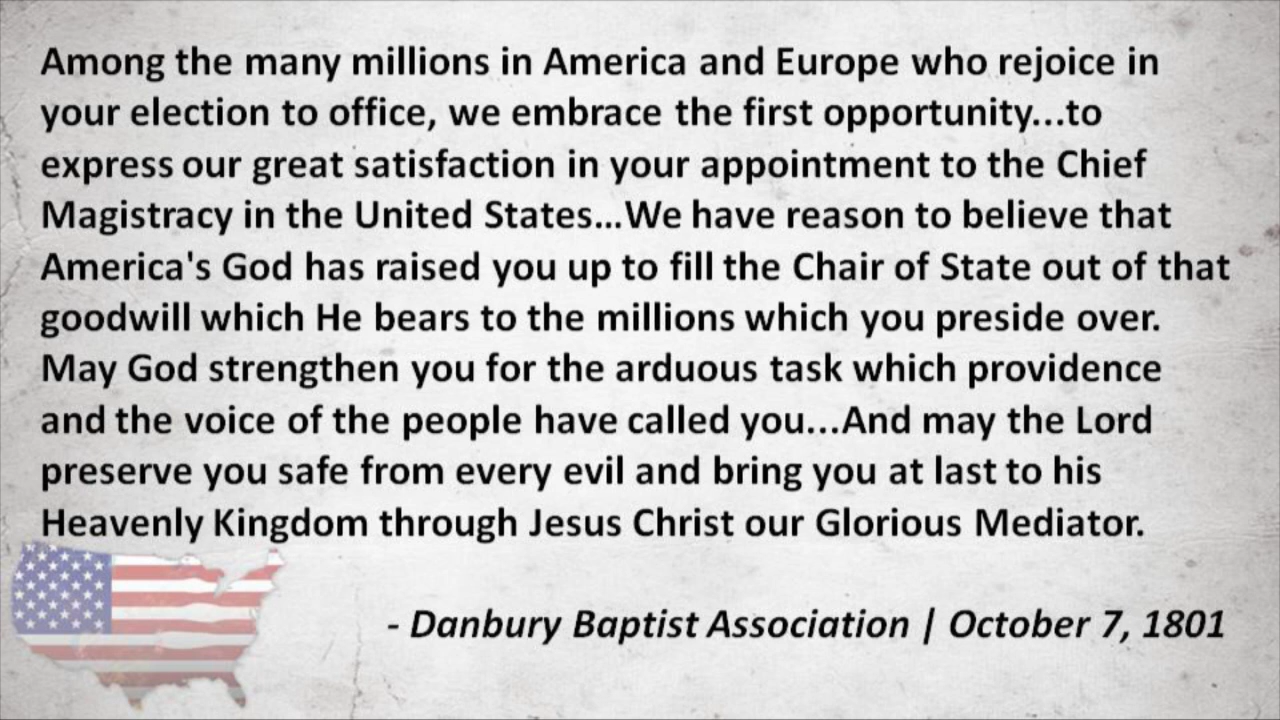 Among the many millions in America and Europe who rejoice in
your election to office, we embrace the first opportunity...to
express our great satisfaction in your appointment to the Chief
Magistracy in the United States...We have reason to believe that
America's God has raised you up to fill the Chair of State out of that
goodwill which He bears to the millions which you preside over.
May God strengthen you for the arduous task which providence
and the voice of the people have called you...And may the Lord
preserve you safe from every evil and bring you at last to his
Heavenly Kingdom through Jesus Christ our Glorious Mediator.
- Danbury Baptist Association | October 7, 1801